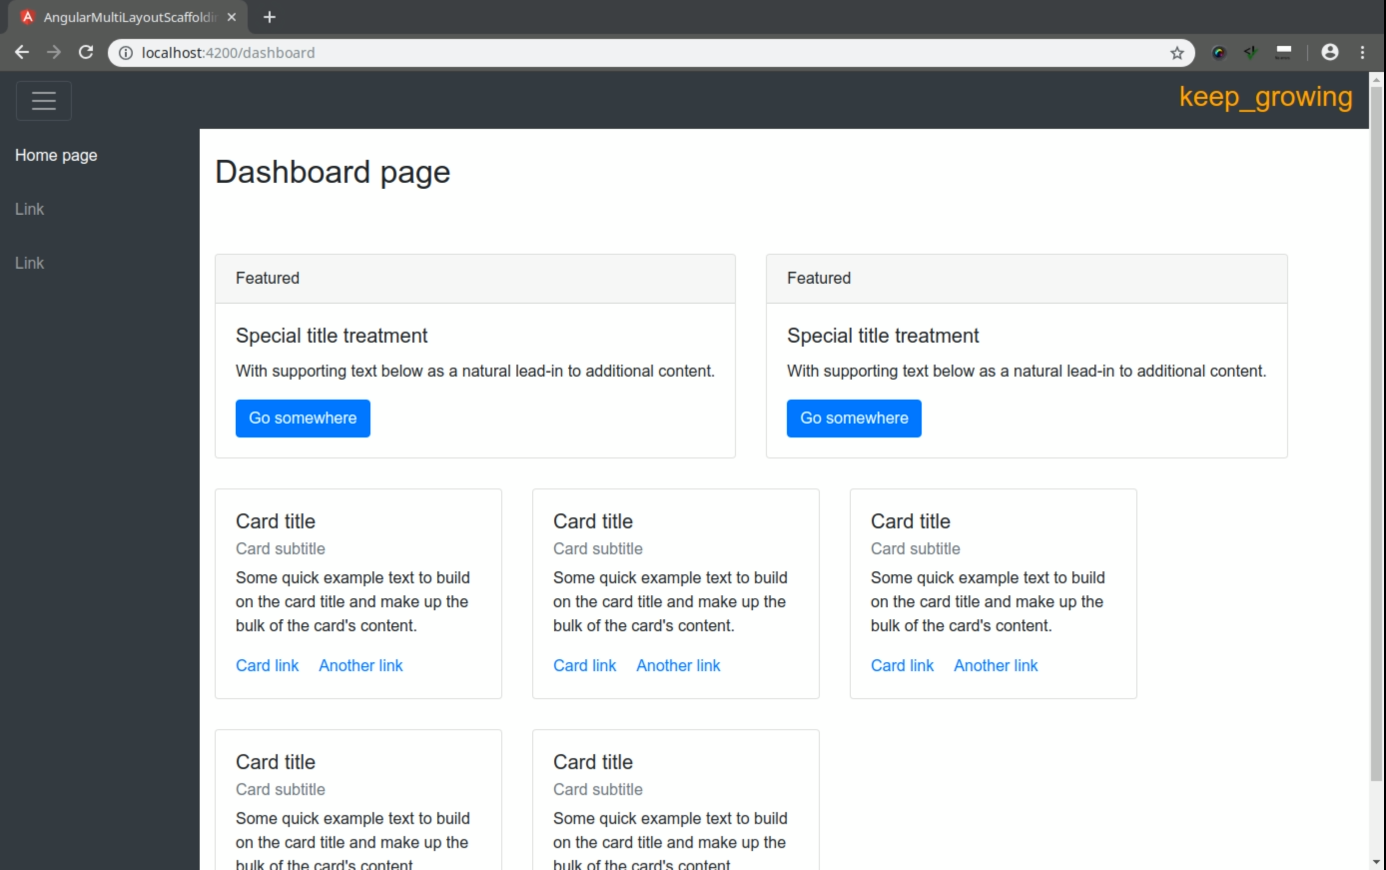 AngularMultiLayoutScaffoldin
localhost:4200/dashboard
keep_growing
Home page
Link
Link
Dashboard page
Featured
Special title treatment
With supporting text below as a natural lead-in to additional content.
Go somewhere
Featured
Special title treatment
With supporting text below as a natural lead-in to additional content.
Go somewhere
Card title
Card subtitle
Some quick example text to build
on the card title and make up the
bulk of the card's content.
Card link Another link
Card title
Card subtitle
Some quick example text to build
on the card title and make up the
bulk of the card's content.
Card link Another link
Card title
Card subtitle
Some quick example text to build
on the card title and make up the
bulk of the card's content.
Card link Another link
Card title
Card subtitle
Some quick example text to build
on the card title and make up the
bulk of the card's content
Card title
Card subtitle
Some quick example text to build
on the card title and make up the
bulk of the card's content